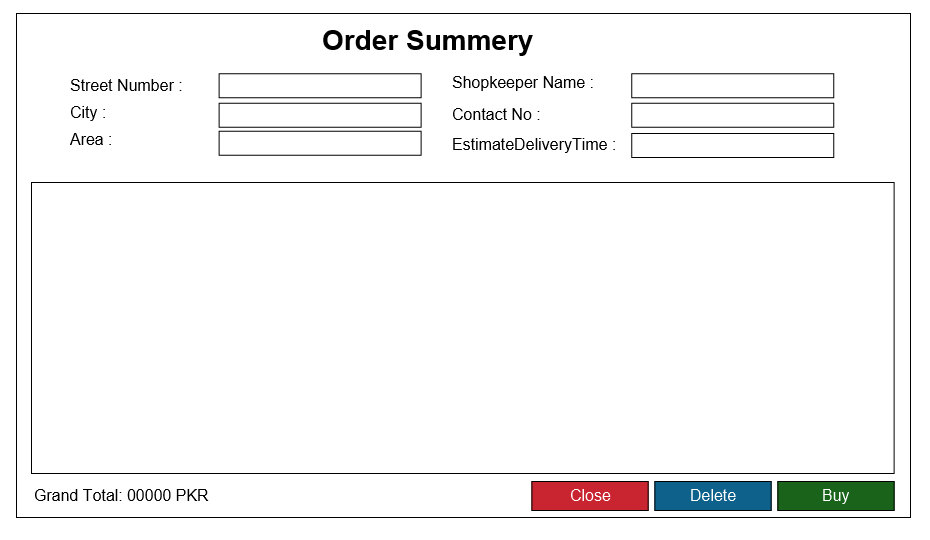 Order Summery
Street Number :
City :
Area :
Shopkeeper Name :
Contact No :
EstimateDeliveryTime :
Grand Total: 00000 PKR
Close
Delete
Buy